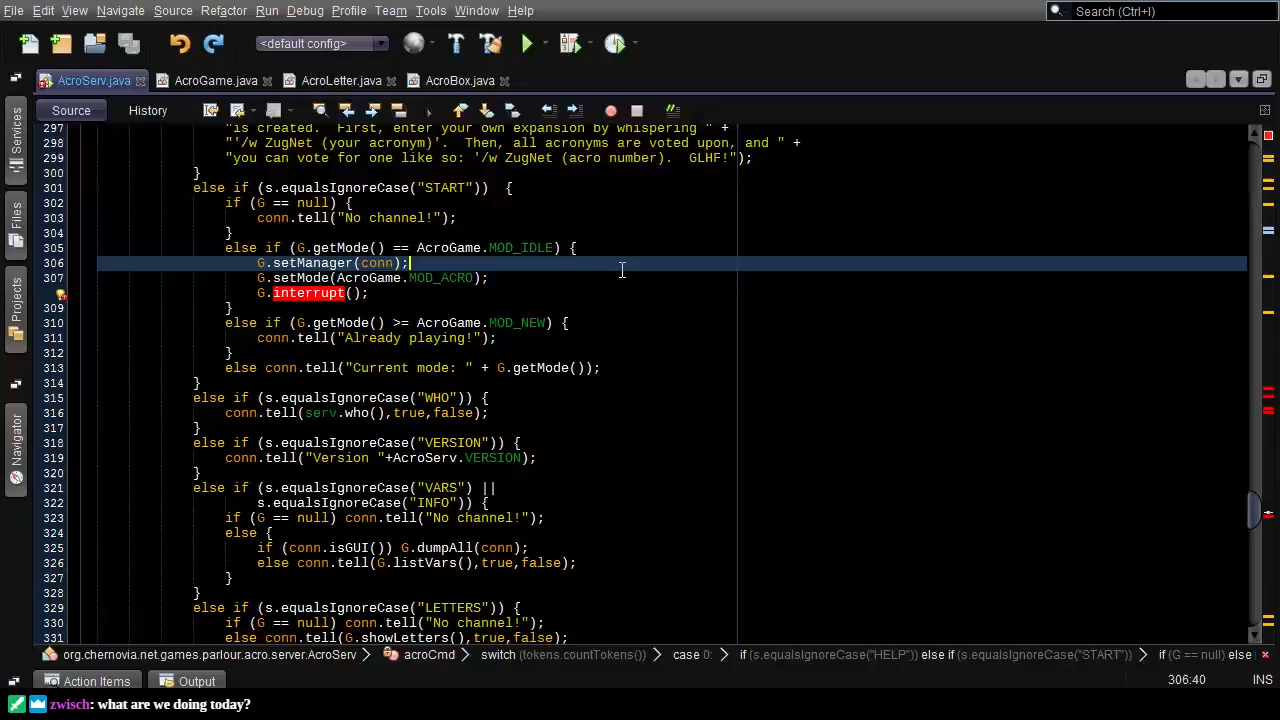 File Edit View Navigate Source Refactor Run Debug Profile Team Tools Window Help Search (Ctrl+I)
<default config>
AcroServ.java AcroGame.java AcroLetter.java AcroBox.java
Source History
Services
Files
Projects
Navigator
297 "is created.  First, enter your own expansion by whispering " +
298 "'/w ZugNet (your acronym)'.  Then, all acronyms are voted upon, and " +
299 "you can vote for one like so: '/w ZugNet (acro number).  GLHF!");
300 }
301 else if (s.equalsIgnoreCase("START"))  {
302 if (G == null) {
303 conn.tell("No channel!");
304 }
305 else if (G.getMode() == AcroGame.MOD_IDLE) {
306 G.setManager(conn);
307 G.setMode(AcroGame.MOD_ACRO);
G.interrupt();
309 }
310 else if (G.getMode() >= AcroGame.MOD_NEW) {
311 conn.tell("Already playing!");
312 }
313 else conn.tell("Current mode: " + G.getMode());
314 }
315 else if (s.equalsIgnoreCase("WHO")) {
316 conn.tell(serv.who(),true,false);
317 }
318 else if (s.equalsIgnoreCase("VERSION")) {
319 conn.tell("Version "+AcroServ.VERSION);
320 }
321 else if (s.equalsIgnoreCase("VARS") ||
322 s.equalsIgnoreCase("INFO")) {
323 if (G == null) conn.tell("No channel!");
324 else {
325 if (conn.isGUI()) G.dumpAll(conn);
326 else conn.tell(G.listVars(),true,false);
327 }
328 }
329 else if (s.equalsIgnoreCase("LETTERS")) {
330 if (G == null) conn.tell("No channel!");
331 else conn.tell(G.showLetters(),true,false);
org.chernovia.net.games.parlour.acro.server.AcroServ acroCmd switch (tokens.countTokens()) case 0: if (s.equalsIgnoreCase("HELP")) else if (s.equalsIgnoreCase("START")) if (G == null) else
Action Items Output 306:40 INS
zwisch: what are we doing today?